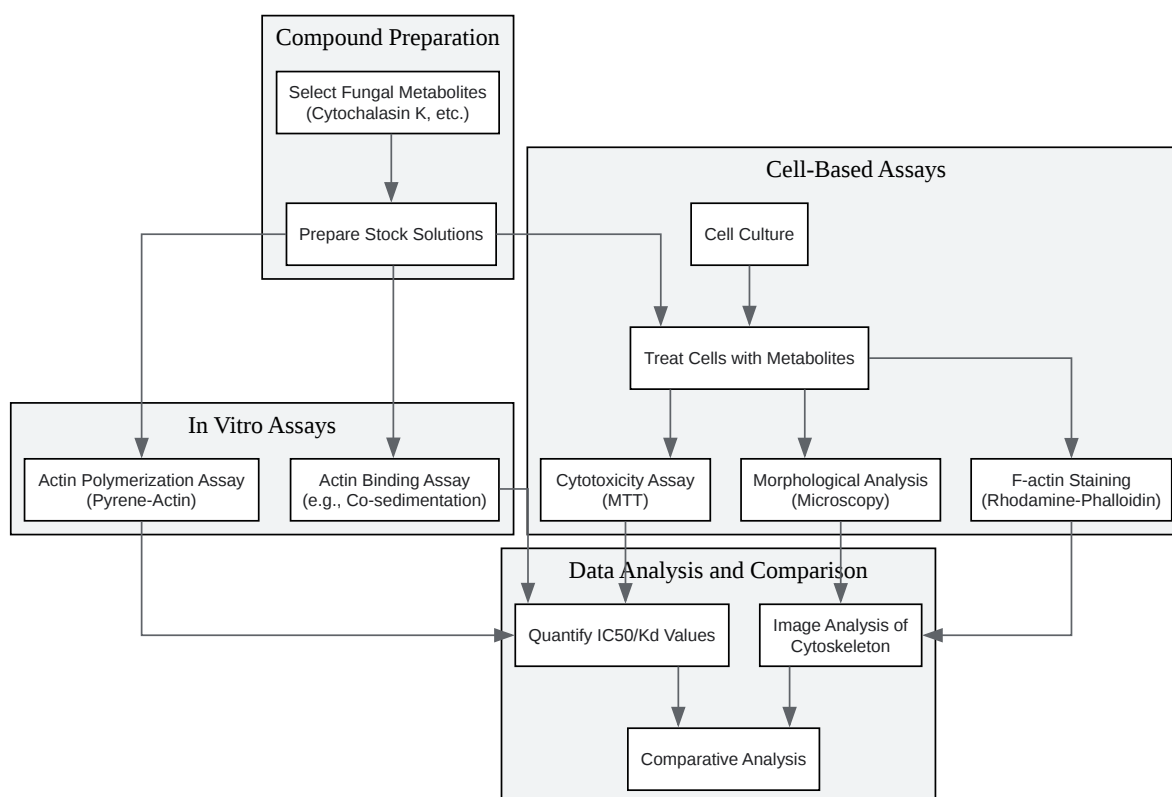 Compound Preparation
Select Fungal Metabolites
(Cytochalasin K, etc.)
Prepare Stock Solutions
Cell-Based Assays
Cell Culture
Treat Cells with Metabolites
In Vitro Assays
Actin Polymerization Assay
(Pyrene-Actin)
Actin Binding Assay
(e.g., Co-sedimentation)
Cytotoxicity Assay
(MTT)
Morphological Analysis
(Microscopy)
F-actin Staining
(Rhodamine-Phalloidin)
Data Analysis and Comparison
Quantify IC50/Kd Values
Image Analysis of
Cytoskeleton
Comparative Analysis